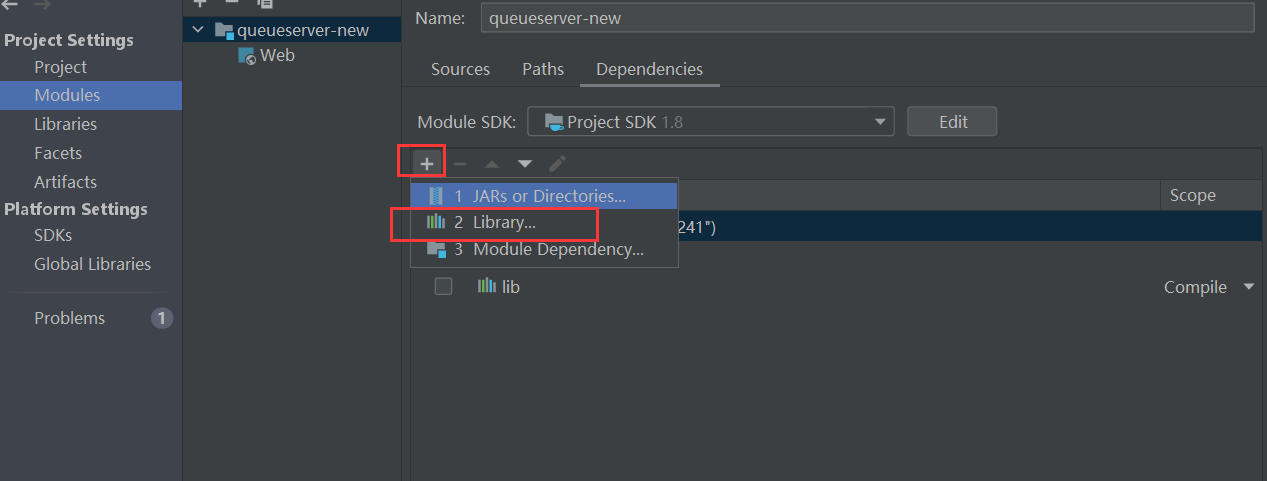 Project Settings
Project
Modules
Libraries
Facets
Artifacts
Platform Settings
SDKs
Global Libraries
Problems 1
queueserver-new
Web
Name: queueserver-new
Sources Paths Dependencies
Module SDK: Project SDK 1.8 Edit
1 JARs or Directories...
2 Library...
3 Module Dependency...
Scope
241")
lib Compile